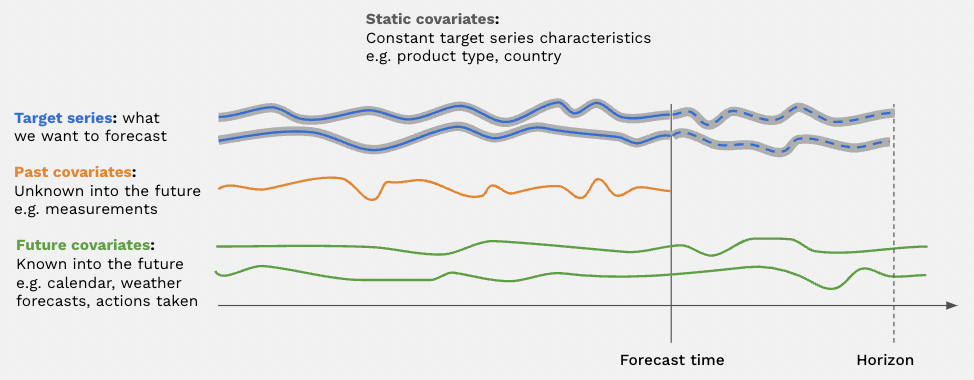 Static covariates:
Constant target series characteristics
e.g. product type, country
Target series: what
we want to forecast
Past covariates:
Unknown into the future
e.g. measurements
Future covariates:
Known into the future
e.g. calendar, weather
forecasts, actions taken
Forecast time
Horizon